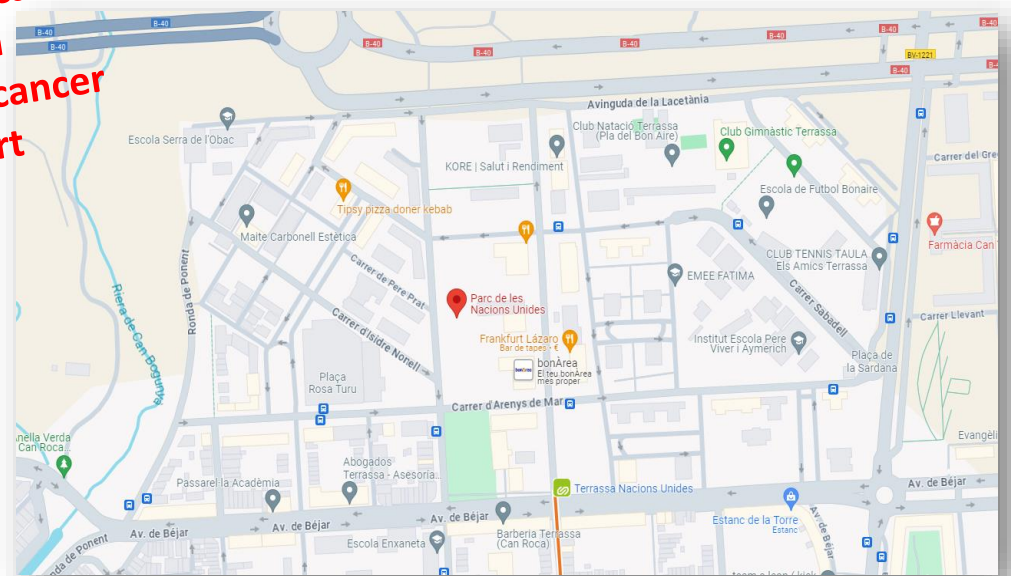 cancer
B-40
B-40
B-40
B-40
B-40
B-40
B-40
BV-1221
B-40
Avinguda de la Lacetània
Escola Serra de l'Obac
Club Natació Terrassa
(Pla del Bon Aire)
Club Gimnàstic Terrassa
KORE | Salut i Rendiment
Carrer del Gre
Escola de Futbol Bonaire
Tipsy pizza doner kebab
Maite Carbonell Estètica
Farmàcia Can
CLUB TENNIS TAULA
Els Amics Terrassa
EMEE FATIMA
Ronda de Ponent
Riera de Can Bogunyà
Carrer de Pere Prat
Carrer d'Isidre Nonell
Carrer Sabadell
Parc de les
Nacions Unides
Carrer Llevant
Frankfurt Lázaro
Bar de tapes · €
Institut Escola Pere
Viver i Aymerich
bonÀrea
El teu bonÀrea
més proper
Plaça de
la Sardana
Plaça
Rosa Turu
Carrer d'Arenys de Mar
Anella Verda
Can Roca
Evangèli
Abogados
Terrassa - Asesoría...
Passarel·la Acadèmia
Terrassa Nacions Unides
Av. de Béjar
Av. de Béjar
Av. de Béjar
Estanc de la Torre
Estanc
Av. de Béjar
Barberia Terrassa
(Can Roca)
Escola Enxaneta